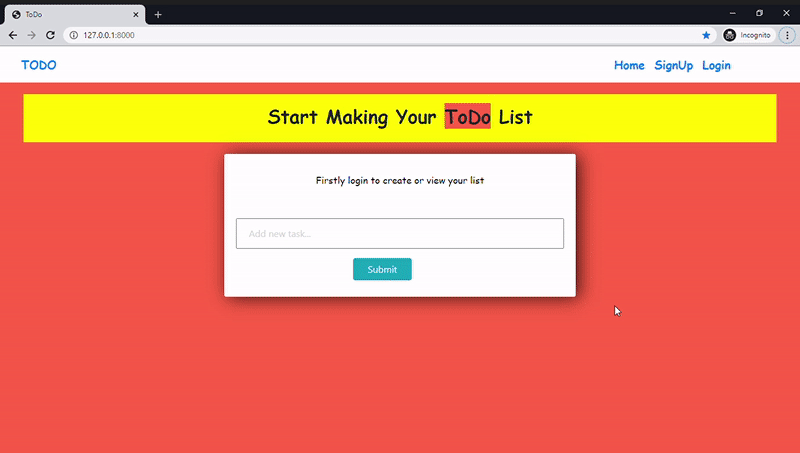 ToDo
127.0.0.1:8000
Incognito
TODO
Home SignUp Login
Start Making Your ToDo List
Firstly login to create or view your list
Add new task...
Submit